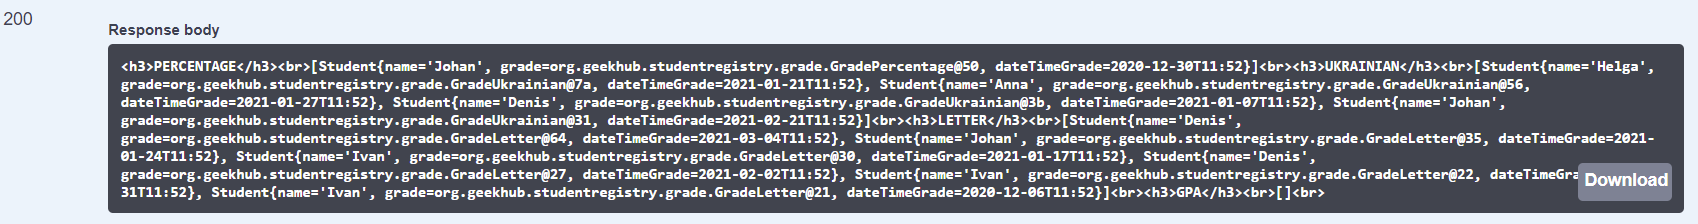 200
Response body
<h3>PERCENTAGE</h3><br>[Student{name='Johan', grade=org.geekhub.studentregistry.grade.GradePercentage@50, dateTimeGrade=2020-12-30T11:52}]<br><h3>UKRAINIAN</h3><br>[Student{name='Helga',
grade=org.geekhub.studentregistry.grade.GradeUkrainian@7a, dateTimeGrade=2021-01-21T11:52}, Student{name='Anna', grade=org.geekhub.studentregistry.grade.GradeUkrainian@56,
dateTimeGrade=2021-01-27T11:52}, Student{name='Denis', grade=org.geekhub.studentregistry.grade.GradeUkrainian@3b, dateTimeGrade=2021-01-07T11:52}, Student{name='Johan',
grade=org.geekhub.studentregistry.grade.GradeUkrainian@31, dateTimeGrade=2021-02-21T11:52}]<br><h3>LETTER</h3><br>[Student{name='Denis',
grade=org.geekhub.studentregistry.grade.GradeLetter@64, dateTimeGrade=2021-03-04T11:52}, Student{name='Johan', grade=org.geekhub.studentregistry.grade.GradeLetter@35, dateTimeGrade=2021-
01-24T11:52}, Student{name='Ivan', grade=org.geekhub.studentregistry.grade.GradeLetter@30, dateTimeGrade=2021-01-17T11:52}, Student{name='Denis',
grade=org.geekhub.studentregistry.grade.GradeLetter@27, dateTimeGrade=2021-02-02T11:52}, Student{name='Ivan', grade=org.geekhub.studentregistry.grade.GradeLetter@22,
31T11:52}, Student{name='Ivan', grade=org.geekhub.studentregistry.grade.GradeLetter@21, dateTimeGrade=2020-12-06T11:52}]<br><h3>GPA</h3><br>[]<br>
Download